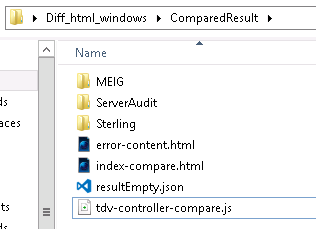 Diff_html_windows ComparedResult
Name
MEIG
ds ServerAudit
aces Sterling
error-content.html
index-compare.html
resultEmpty.json
ts tdv-controller-compare.js
ds